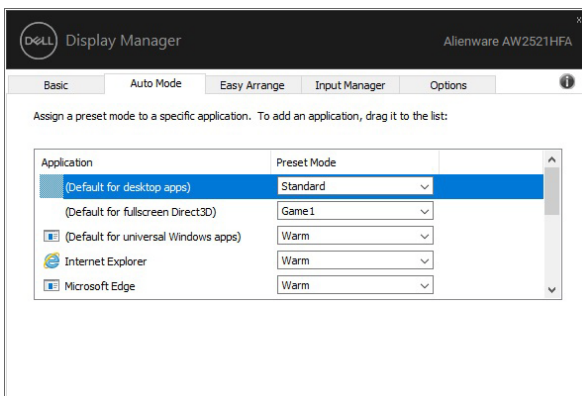 DELL Display Manager Alienware AW2521HFA
Basic Auto Mode Easy Arrange Input Manager Options
Assign a preset mode to a specific application. To add an application, drag it to the list:
Application Preset Mode
(Default for desktop apps) Standard
(Default for fullscreen Direct3D) Game1
(Default for universal Windows apps) Warm
Internet Explorer Warm
Microsoft Edge Warm